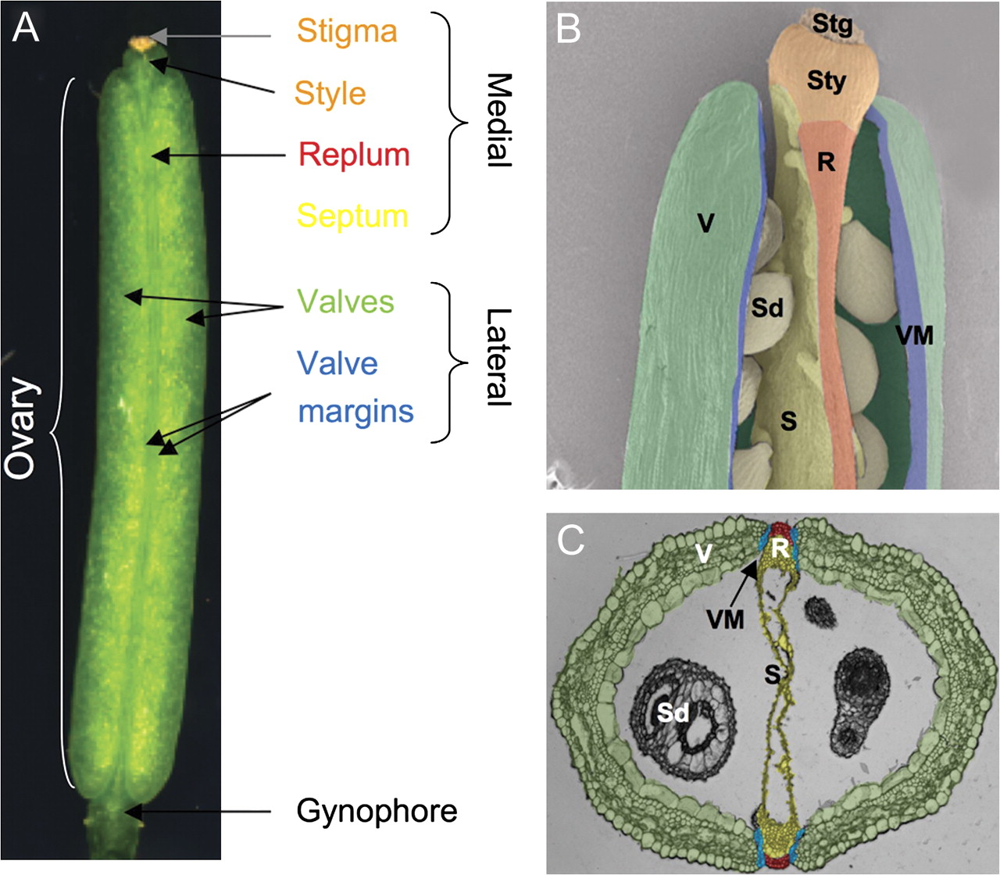 A
Stigma
Style
Replum
Septum
Medial
Valves
Valve
margins
Lateral
Ovary
Gynophore
B
Stg
Sty
R
V
Sd
VM
S
C
V
R
VM
S
Sd